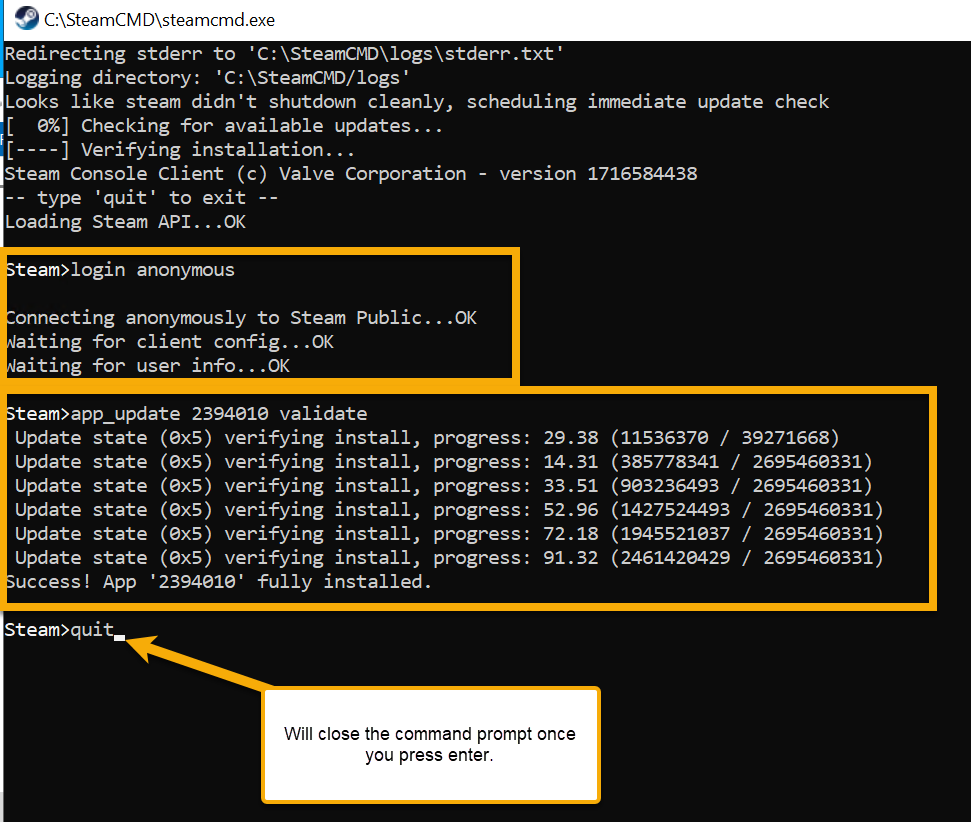 C:\SteamCMD\steamcmd.exe
Redirecting stderr to 'C:\SteamCMD\logs\stderr.txt'
Logging directory: 'C:\SteamCMD/logs'
Looks like steam didn't shutdown cleanly, scheduling immediate update check
[  0%] Checking for available updates...
[----] Verifying installation...
Steam Console Client (c) Valve Corporation - version 1716584438
-- type 'quit' to exit --
Loading Steam API...OK
Steam>login anonymous
Connecting anonymously to Steam Public...OK
Waiting for client config...OK
Waiting for user info...OK
Steam>app_update 2394010 validate
Update state (0x5) verifying install, progress: 29.38 (11536370 / 39271668)
Update state (0x5) verifying install, progress: 14.31 (385778341 / 2695460331)
Update state (0x5) verifying install, progress: 33.51 (903236493 / 2695460331)
Update state (0x5) verifying install, progress: 52.96 (1427524493 / 2695460331)
Update state (0x5) verifying install, progress: 72.18 (1945521037 / 2695460331)
Update state (0x5) verifying install, progress: 91.32 (2461420429 / 2695460331)
Success! App '2394010' fully installed.
Steam>quit_
Will close the command prompt once
you press enter.